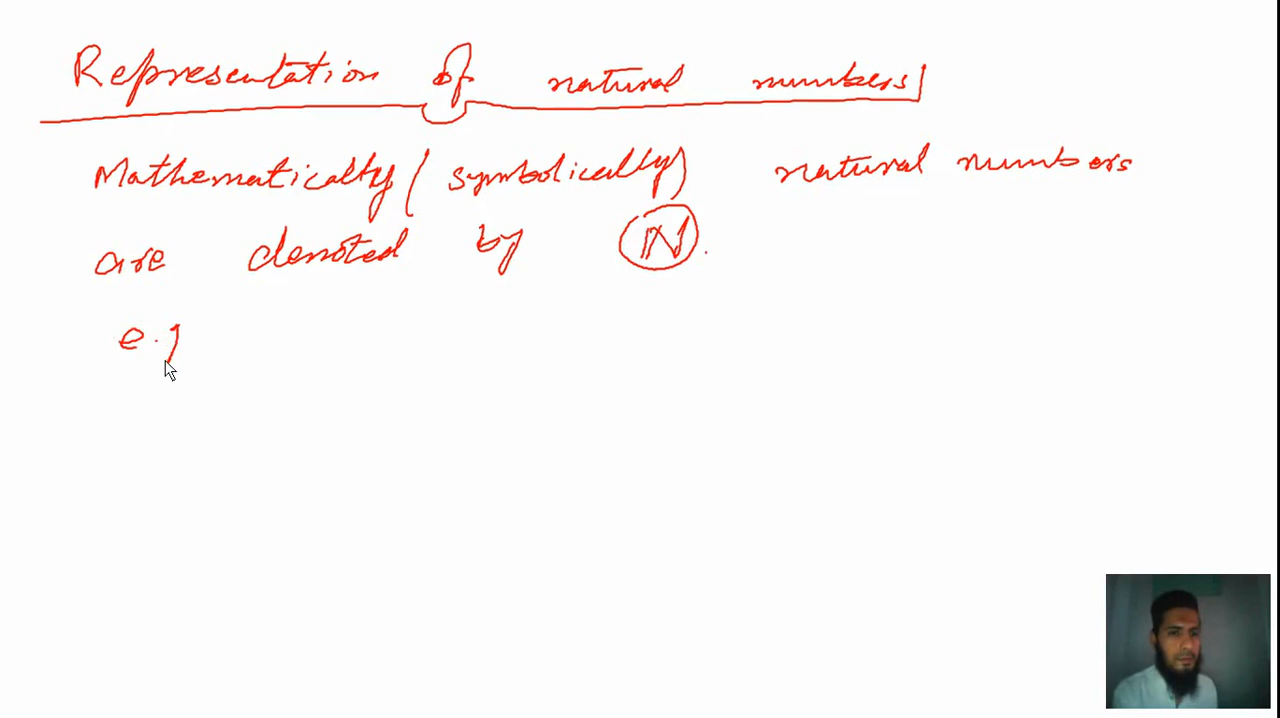 Representation of natural numbers
Mathematically (symbolically) natural numbers
are denoted by ℕ.
e.g